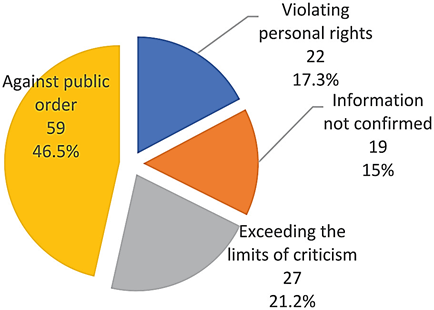 Violating
personal rights
22
17.3%
Against public
order
59
46.5%
Information
not confirmed
19
15%
Exceeding the
limits of criticism
27
21.2%